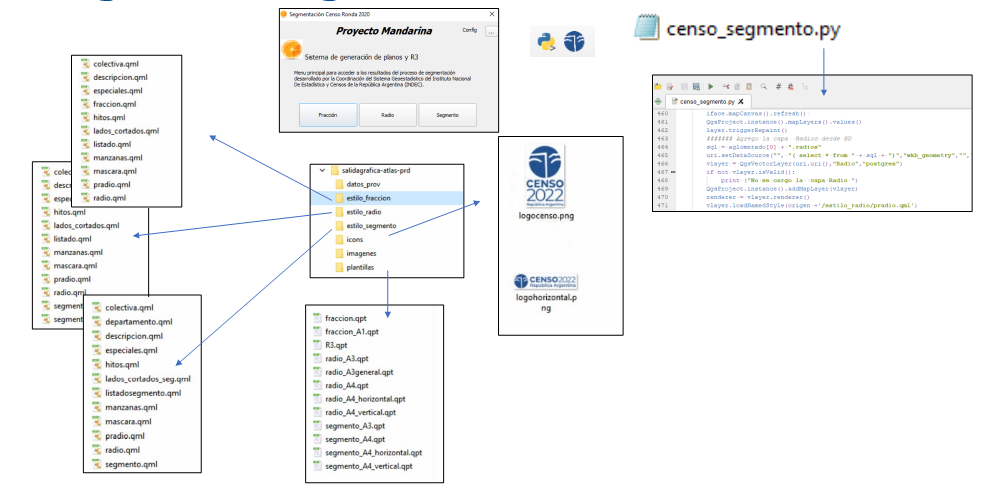 Segmentación Censo Ronda 2020
Proyecto Mandarina
Config
...
Sistema de generación de planos y R3
Menu principal para acceder a los resultados del proceso de segmentación
desarrollado por la Coordinación del Sistema Geoestadístico del Instituto Nacional
De Estadística y Censos de la República Argentina (INDEC).
Fracción
Radio
Segmento
censo_segmento.py
colectiva.qml
descripcion.qml
especiales.qml
fraccion.qml
hitos.qml
lados_cortados.qml
listado.qml
manzanas.qml
mascara.qml
pradio.qml
radio.qml
hitos.qml
lados_cortados.qml
listado.qml
manzanas.qml
mascara.qml
pradio.qml
radio.qml
segment
segment
colectiva.qml
departamento.qml
descripcion.qml
especiales.qml
hitos.qml
lados_cortados_seg.qml
listadosegmento.qml
manzanas.qml
mascara.qml
pradio.qml
radio.qml
segmento.qml
salidagrafica-atlas-prd
datos_prov
estilo_fraccion
estilo_radio
estilo_segmento
icons
imagenes
plantillas
fraccion.qpt
fraccion_A1.qpt
R3.qpt
radio_A3.qpt
radio_A3general.qpt
radio_A4.qpt
radio_A4_horizontal.qpt
radio_A4_vertical.qpt
segmento_A3.qpt
segmento_A4.qpt
segmento_A4_horizontal.qpt
segmento_A4_vertical.qpt
CENSO
2022
República Argentina
logocenso.png
CENSO2022
República Argentina
logohorizontal.p
ng
censo_segmento.py X
460 iface.mapCanvas().refresh()
461 QgsProject.instance().mapLayers().values()
462 layer.triggerRepaint()
463 ####### Agrego la capa Radios desde BD
464 sql = aglomerado[0] + ".radios"
465 uri.setDataSource("", "( select * from " + sql + ")","wkb_geometry","",
466 vlayer = QgsVectorLayer(uri.uri(),"Radio","postgres")
467 if not vlayer.isValid():
468 print ("No se cargo la capa Radio ")
469 QgsProject.instance().addMapLayer(vlayer)
470 renderer = vlayer.renderer()
471 vlayer.loadNamedStyle(origen +'/estilo_radio/pradio.qml')